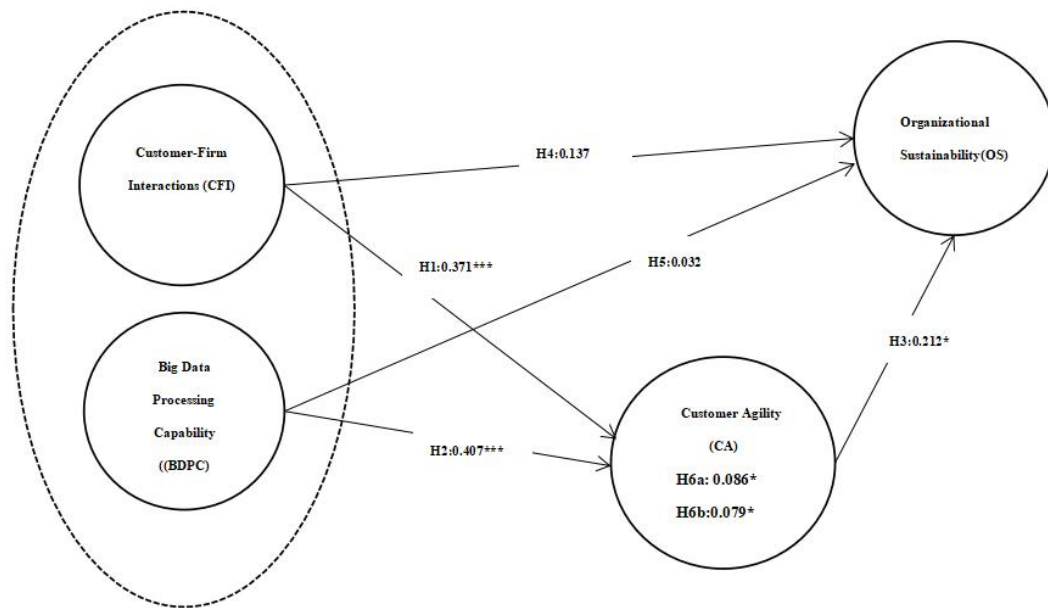 Customer-Firm
Interactions (CFI)
Organizational
Sustainability(OS)
H4:0.137
H1:0.371***
H5:0.032
H3:0.212*
Big Data
Processing
Capability
((BDPC)
H2:0.407***
Customer Agility
(CA)
H6a: 0.086*
H6b:0.079*